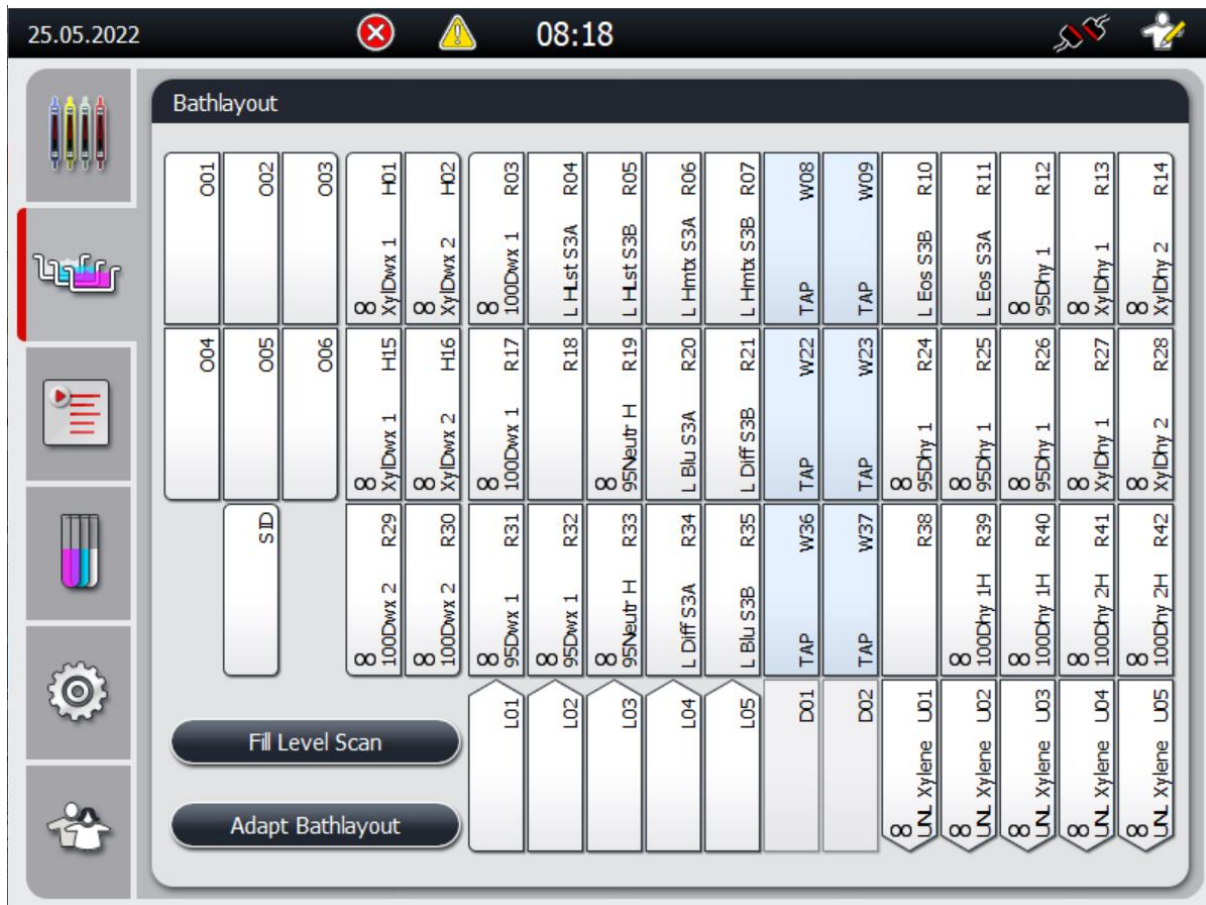 25.05.2022
08:18
Bathlayout
O01
O02
O03
∞ XylDwx 1 H01
∞ XylDwx 2 H02
∞ 100Dwx 1 R03
L HLst S3A R04
L HLst S3B R05
L Hmtx S3A R06
L Hmtx S3B R07
TAP W08
TAP W09
L Eos S3B R10
L Eos S3A R11
∞ 95Dhy 1 R12
∞ XylDhy 1 R13
∞ XylDhy 2 R14
O04
O05
O06
∞ XylDwx 1 H15
∞ XylDwx 2 H16
∞ 100Dwx 1 R17
R18
∞ 95Neutr H R19
L Blu S3A R20
L Diff S3B R21
TAP W22
TAP W23
∞ 95Dhy 1 R24
∞ 95Dhy 1 R25
∞ 95Dhy 1 R26
∞ XylDhy 1 R27
∞ XylDhy 2 R28
SID
∞ 100Dwx 2 R29
∞ 100Dwx 2 R30
∞ 95Dwx 1 R31
∞ 95Dwx 1 R32
∞ 95Neutr H R33
L Diff S3A R34
L Blu S3B R35
TAP W36
TAP W37
R38
∞ 100Dhy 1H R39
∞ 100Dhy 1H R40
∞ 100Dhy 2H R41
∞ 100Dhy 2H R42
L01
L02
L03
L04
L05
D01
D02
∞ UNL Xylene U01
∞ UNL Xylene U02
∞ UNL Xylene U03
∞ UNL Xylene U04
∞ UNL Xylene U05
Fill Level Scan
Adapt Bathlayout